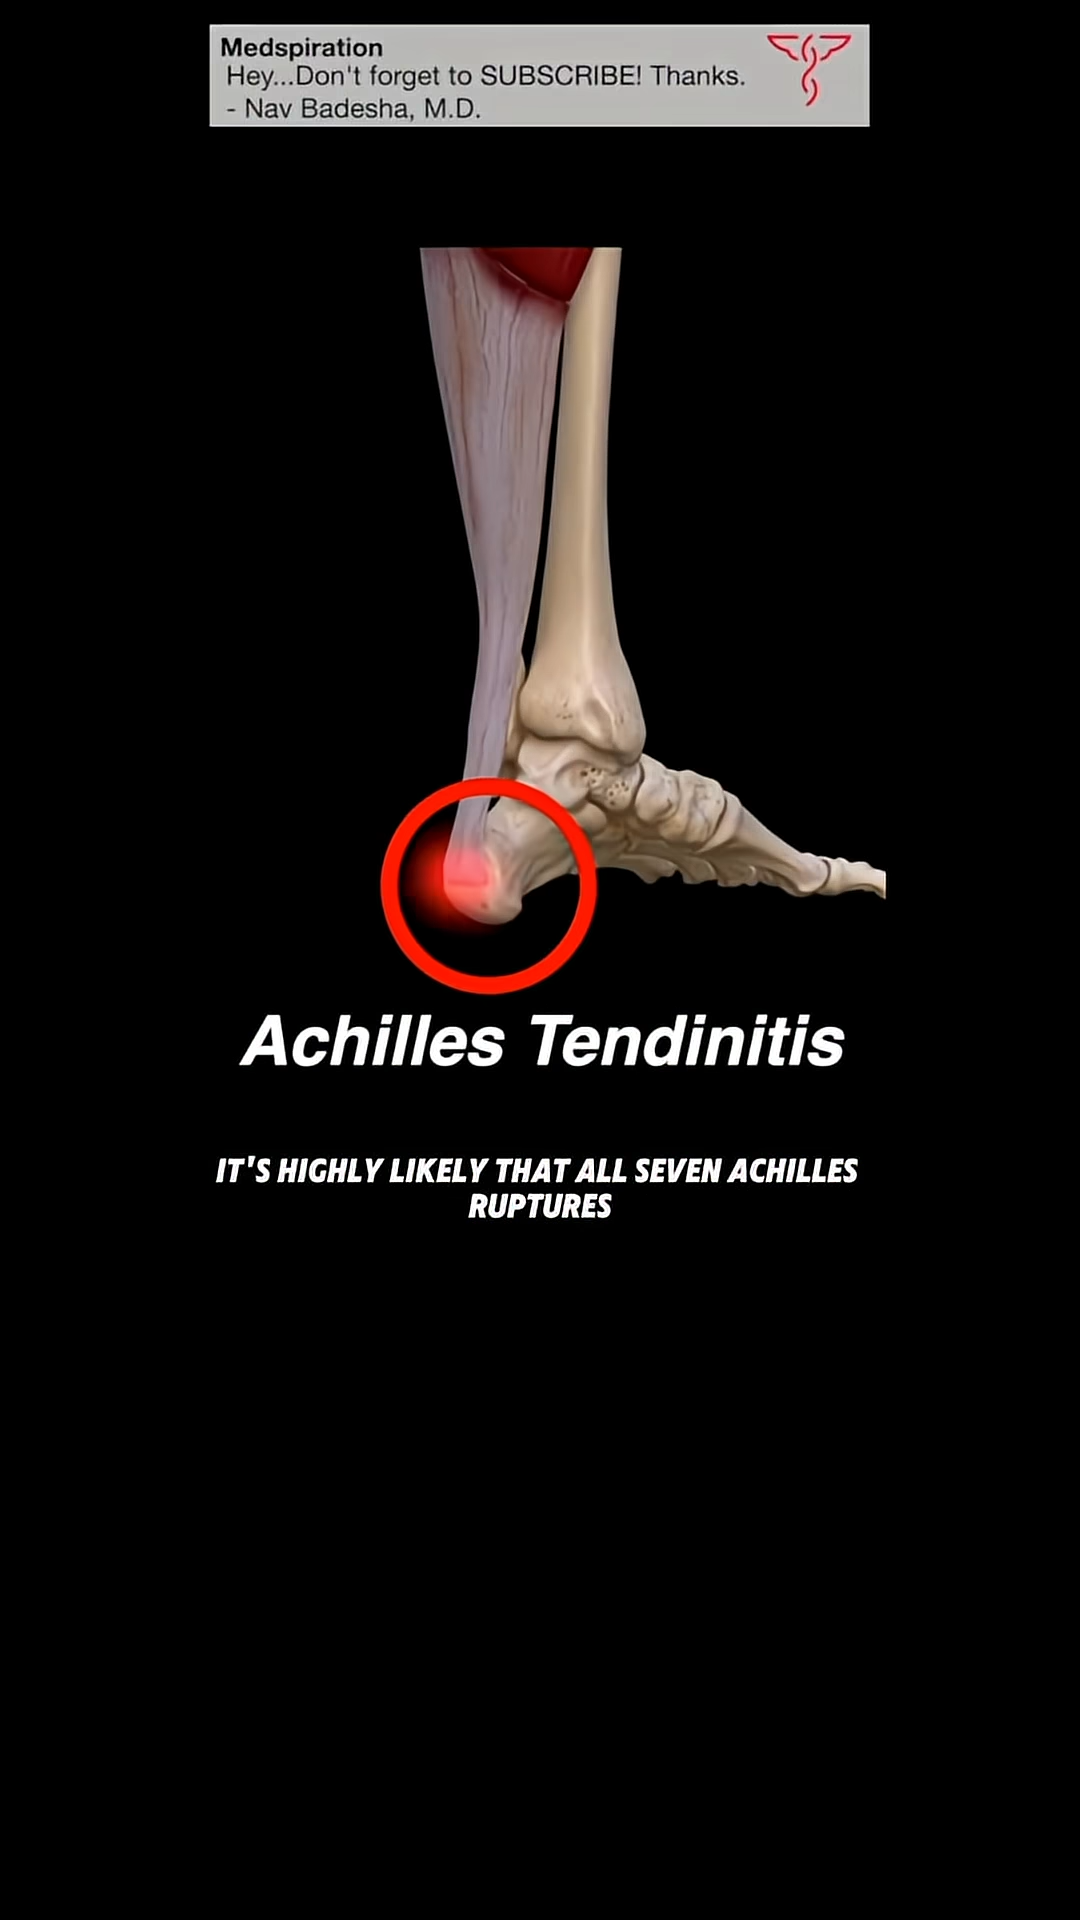 Medspiration
Hey...Don't forget to SUBSCRIBE! Thanks.
- Nav Badesha, M.D.
Achilles Tendinitis
IT'S HIGHLY LIKELY THAT ALL SEVEN ACHILLES
RUPTURES